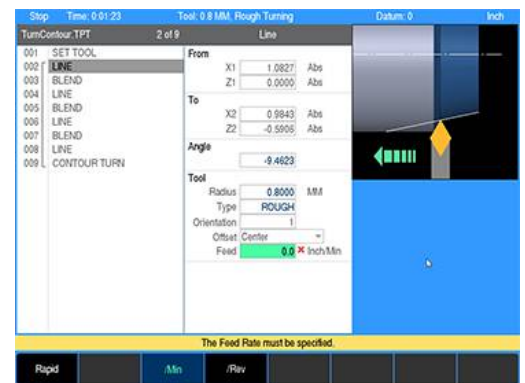 Stop Time: 0:01:23 Tool: 0.8 MM, Rough Turning Datum: 0 Inch
TurnContour.TPT 2 of 9 Line
001 SET TOOL
002 LINE
003 BLEND
004 LINE
005 BLEND
006 LINE
007 BLEND
008 LINE
009 CONTOUR TURN
From
X1 1.0827 Abs
Z1 0.0000 Abs
To
X2 0.9843 Abs
Z2 -0.5906 Abs
Angle
-9.4623
Tool
Radius 0.8000 MM
Type ROUGH
Orientation 1
Offset Center
Feed 0.0 Inch/Min
The Feed Rate must be specified.
Rapid /Min /Rev